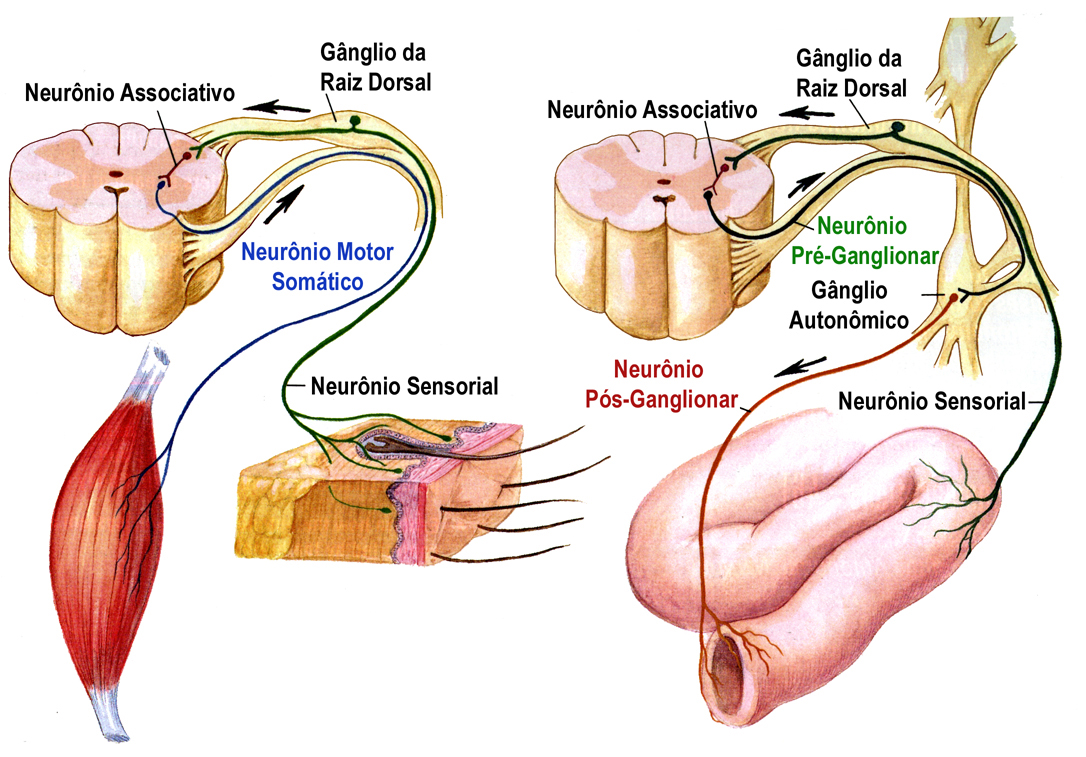 Gânglio da
Raiz Dorsal
Neurônio Associativo
Neurônio Motor
Somático
Neurônio Sensorial
Gânglio da
Raiz Dorsal
Neurônio Associativo
Neurônio
Pré-Ganglionar
Gânglio
Autonômico
Neurônio
Pós-Ganglionar
Neurônio Sensorial